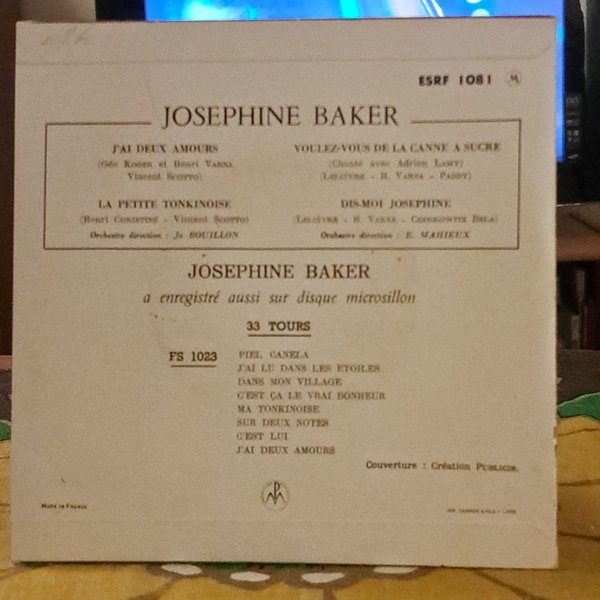 ESRF 1081 M
JOSEPHINE BAKER
J'AI DEUX AMOURS
(Géo Koger et Henri Varna
Vincent Scotto)
LA PETITE TONKINOISE
(Henri Christiné - Vincent Scotto)
Orchestre direction : Jo BOUILLON
VOULEZ-VOUS DE LA CANNE A SUCRE
(Chanté avec Adrien Lamy)
(Lelièvre - H. Varna - Paddy)
DIS-MOI JOSEPHINE
(Lelièvre - H. Varna - Bela)
Orchestre direction : E. MAHIEUX
JOSEPHINE BAKER
a enregistré aussi sur disque microsillon
33 TOURS
FS 1023
PIEL CANELA
J'AI LU DANS LES ETOILES
DANS MON VILLAGE
C'EST ÇA LE VRAI BONHEUR
MA TONKINOISE
SUR DEUX NOTES
C'EST LUI
J'AI DEUX AMOURS
Couverture : Création Publicis.
Made in France